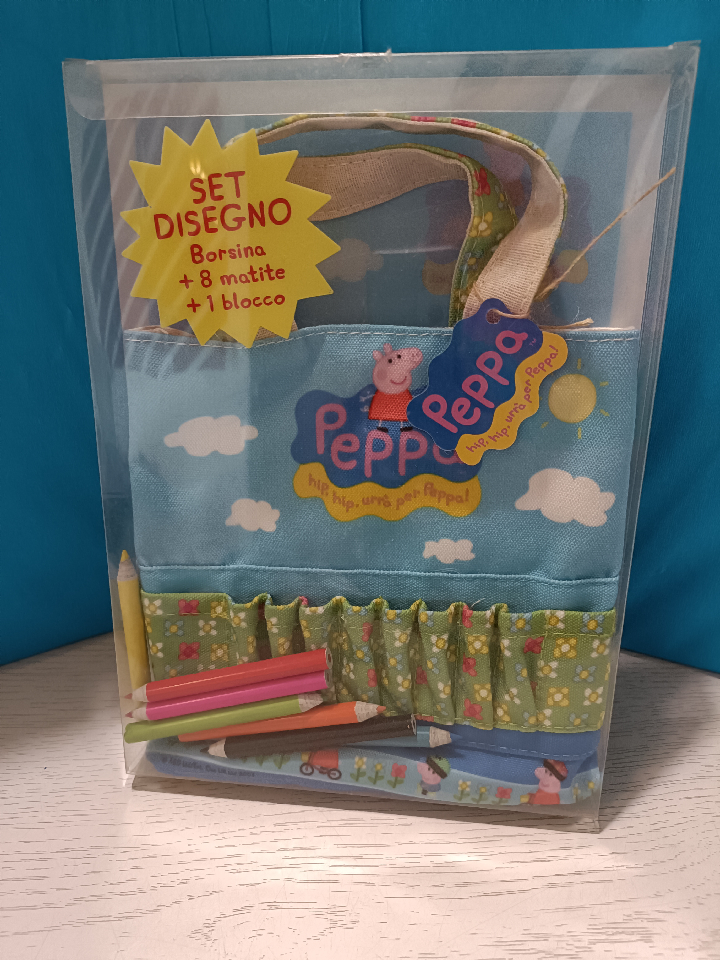 SET
DISEGNO
Borsina
+ 8 matite
+ 1 blocco
Peppa
hip, hip, urrà per Peppa!
Peppa
hip, hip, urrà per Peppa!